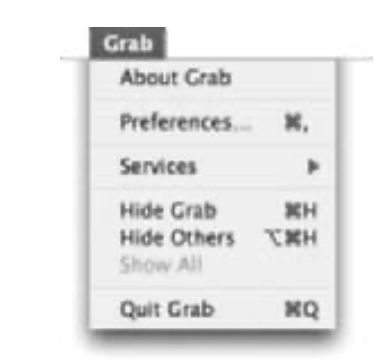 Grab
About Grab
Preferences... ⌘,
Services ▶
Hide Grab ⌘H
Hide Others ⌥⌘H
Show All
Quit Grab ⌘Q